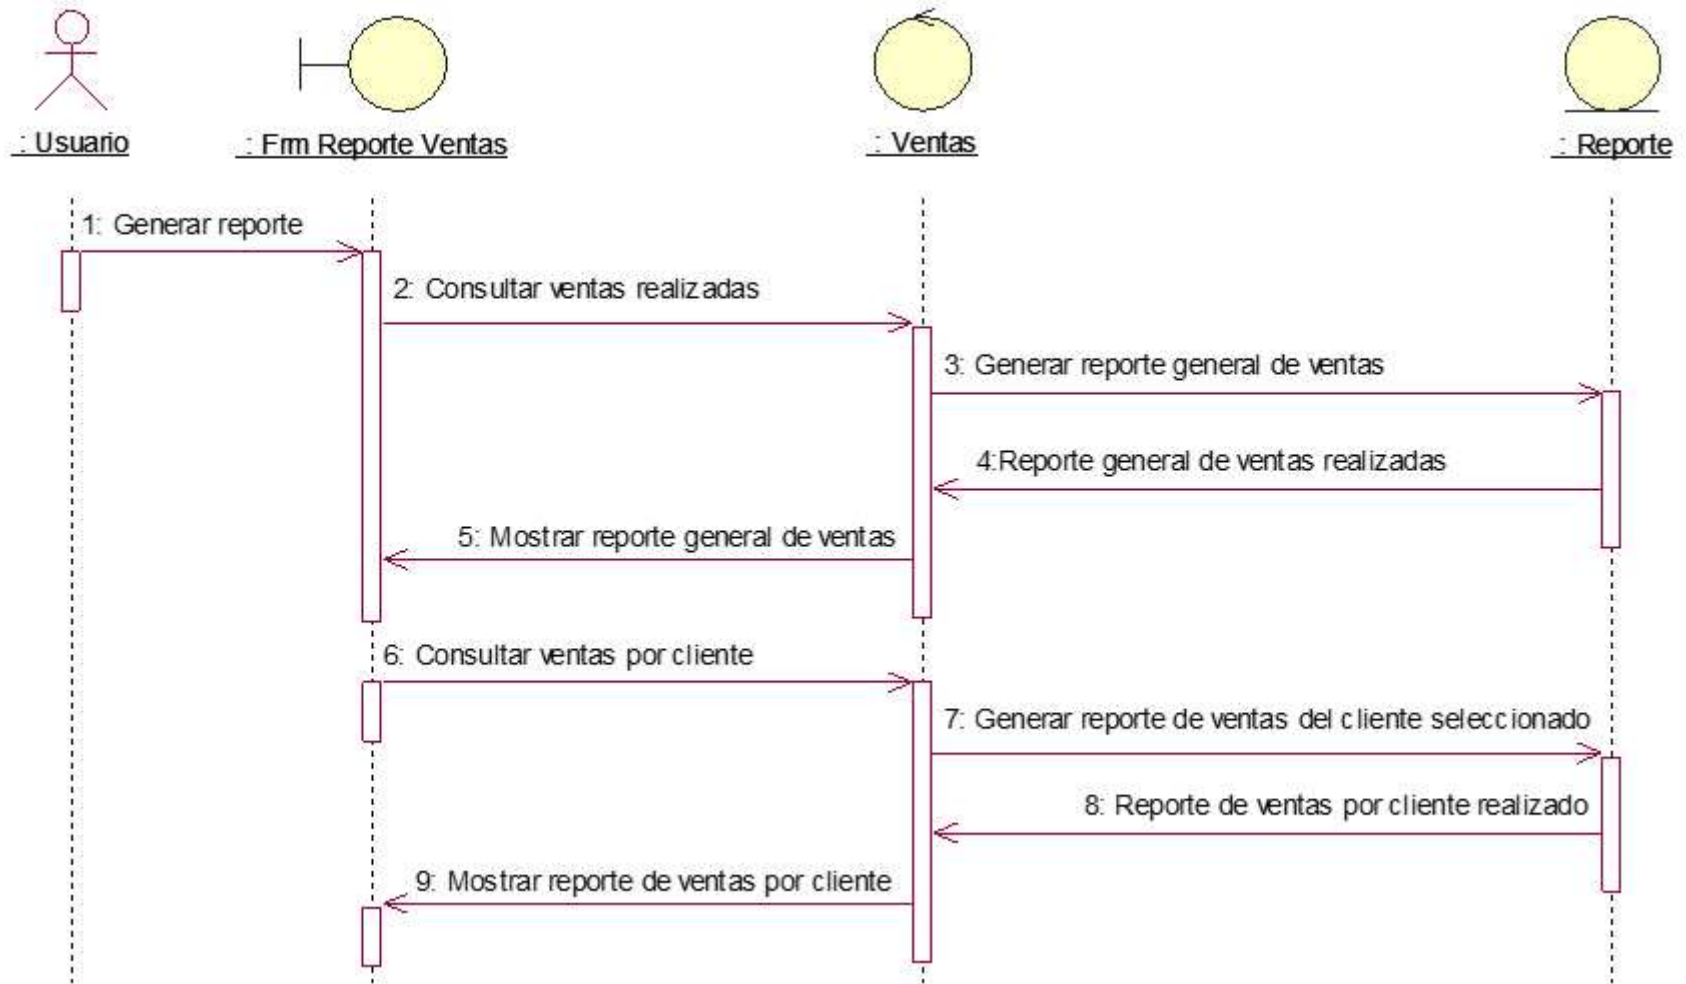 : Usuario
: Frm Reporte Ventas
: Ventas
: Reporte
1: Generar reporte
2: Consultar ventas realizadas
3: Generar reporte general de ventas
4:Reporte general de ventas realizadas
5: Mostrar reporte general de ventas
6: Consultar ventas por cliente
7: Generar reporte de ventas del cliente seleccionado
8: Reporte de ventas por cliente realizado
9: Mostrar reporte de ventas por cliente